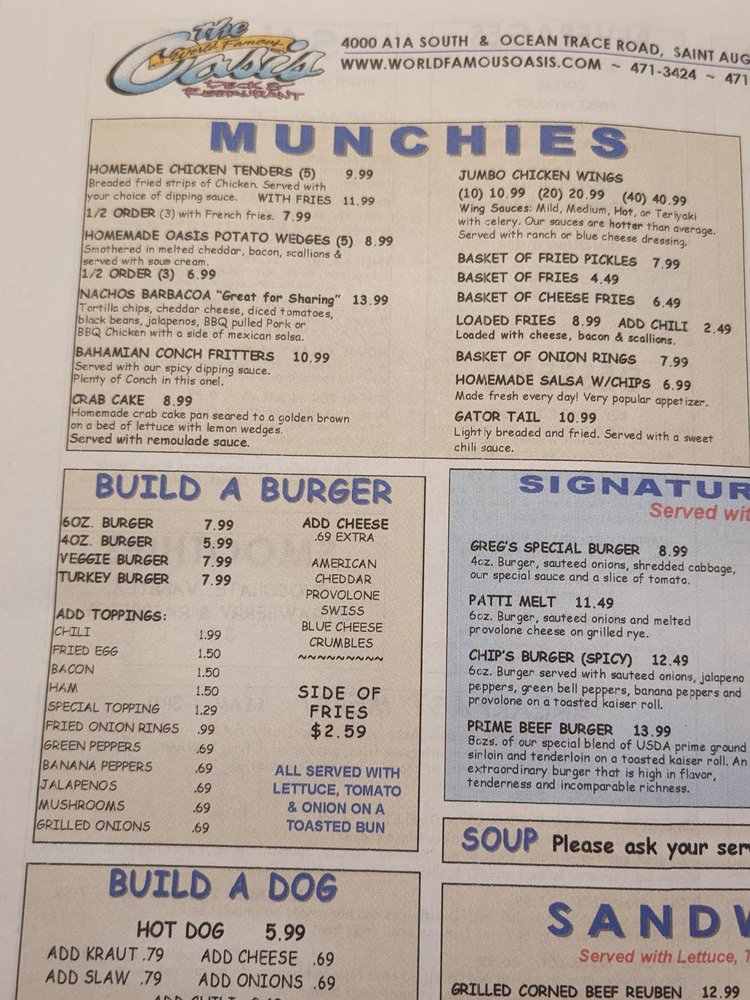 the
World Famous
Oasis
DECK &
RESTAURANT
4000 A1A SOUTH & OCEAN TRACE ROAD, SAINT AUG
WWW.WORLDFAMOUSOASIS.COM ~ 471-3424 ~ 471
MUNCHIES
HOMEMADE CHICKEN TENDERS (5) 9.99
Breaded fried strips of Chicken. Served with
your choice of dipping sauce. WITH FRIES 11.99
1/2 ORDER (3) with French fries. 7.99
HOMEMADE OASIS POTATO WEDGES (5) 8.99
Smothered in melted cheddar, bacon, scallions &
served with sour cream.
1/2 ORDER (3) 6.99
NACHOS BARBACOA "Great for Sharing" 13.99
Tortilla chips, cheddar cheese, diced tomatoes,
black beans, jalapenos, BBQ pulled Pork or
BBQ Chicken with a side of mexican salsa.
BAHAMIAN CONCH FRITTERS 10.99
Served with our spicy dipping sauce.
Plenty of Conch in this one!.
CRAB CAKE 8.99
Homemade crab cake pan seared to a golden brown
on a bed of lettuce with lemon wedges.
Served with remoulade sauce.
JUMBO CHICKEN WINGS
(10) 10.99 (20) 20.99 (40) 40.99
Wing Sauces: Mild, Medium, Hot, or Teriyaki
with celery. Our sauces are hotter than average.
Served with ranch or blue cheese dressing.
BASKET OF FRIED PICKLES 7.99
BASKET OF FRIES 4.49
BASKET OF CHEESE FRIES 6.49
LOADED FRIES 8.99 ADD CHILI 2.49
Loaded with cheese, bacon & scallions.
BASKET OF ONION RINGS 7.99
HOMEMADE SALSA W/CHIPS 6.99
Made fresh every day! Very popular appetizer.
GATOR TAIL 10.99
Lightly breaded and fried. Served with a sweet
chili sauce.
BUILD A BURGER
6OZ. BURGER 7.99
4OZ. BURGER 5.99
VEGGIE BURGER 7.99
TURKEY BURGER 7.99
ADD TOPPINGS:
CHILI 1.99
FRIED EGG 1.50
BACON 1.50
HAM 1.50
SPECIAL TOPPING 1.29
FRIED ONION RINGS .99
GREEN PEPPERS .69
BANANA PEPPERS .69
JALAPENOS .69
MUSHROOMS .69
GRILLED ONIONS .69
ADD CHEESE
.69 EXTRA
AMERICAN
CHEDDAR
PROVOLONE
SWISS
BLUE CHEESE
CRUMBLES
~~~~~~~~~
SIDE OF
FRIES
$2.59
ALL SERVED WITH
LETTUCE, TOMATO
& ONION ON A
TOASTED BUN
SIGNATUR
Served wit
GREG'S SPECIAL BURGER 8.99
4oz. Burger, sauteed onions, shredded cabbage,
our special sauce and a slice of tomato.
PATTI MELT 11.49
6oz. Burger, sauteed onions and melted
provolone cheese on grilled rye.
CHIP'S BURGER (SPICY) 12.49
6oz. Burger served with sauteed onions, jalapeno
peppers, green bell peppers, banana peppers and
provolone on a toasted kaiser roll.
PRIME BEEF BURGER 13.99
8ozs. of our special blend of USDA prime ground
sirloin and tenderloin on a toasted kaiser roll. An
extraordinary burger that is high in flavor,
tenderness and incomparable richness.
SOUP Please ask your ser
BUILD A DOG
HOT DOG 5.99
ADD KRAUT .79 ADD CHEESE .69
ADD SLAW .79 ADD ONIONS .69
SANDW
Served with Lettuce, T
GRILLED CORNED BEEF REUBEN 12.99